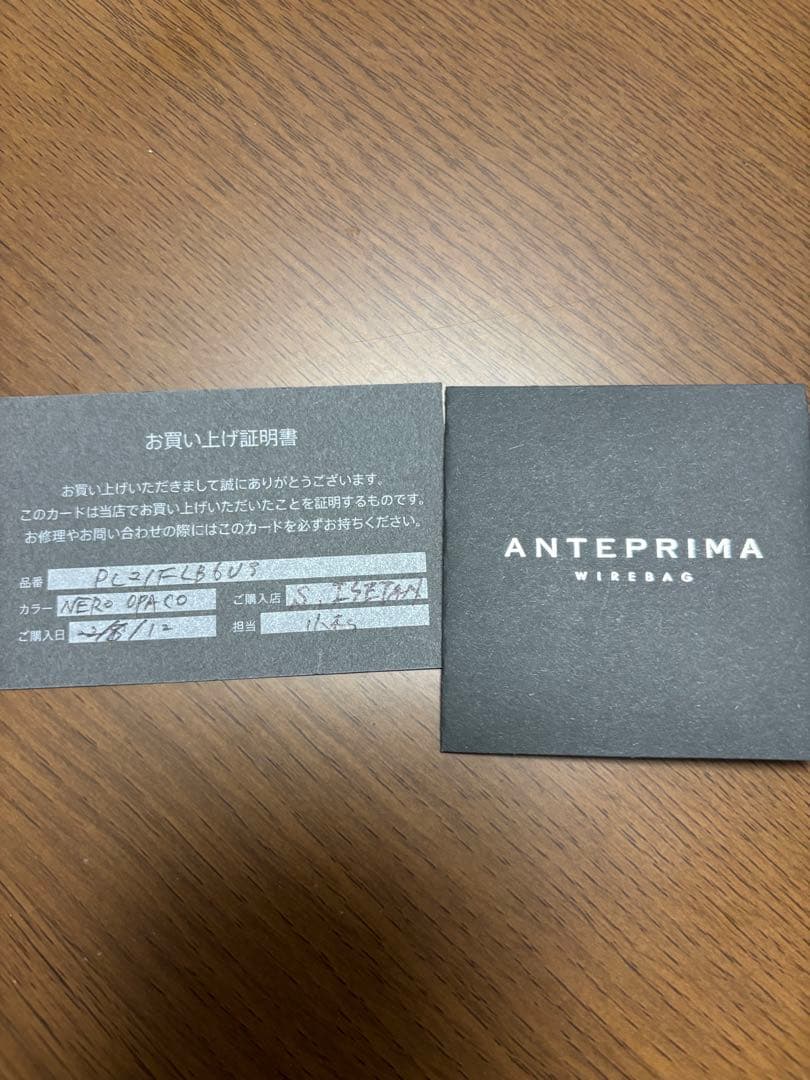 お買い上げ証明書
お買い上げいただきまして誠にありがとうございます。
このカードは当店でお買い上げいただいたことを証明するものです。
お修理やお問い合わせの際にはこのカードを必ずお持ちください。
品番 PC21FLB6U3
カラー NERO OPACO ご購入店 S. ISETAN
ご購入日 担当
ANTEPRIMA
WIREBAG